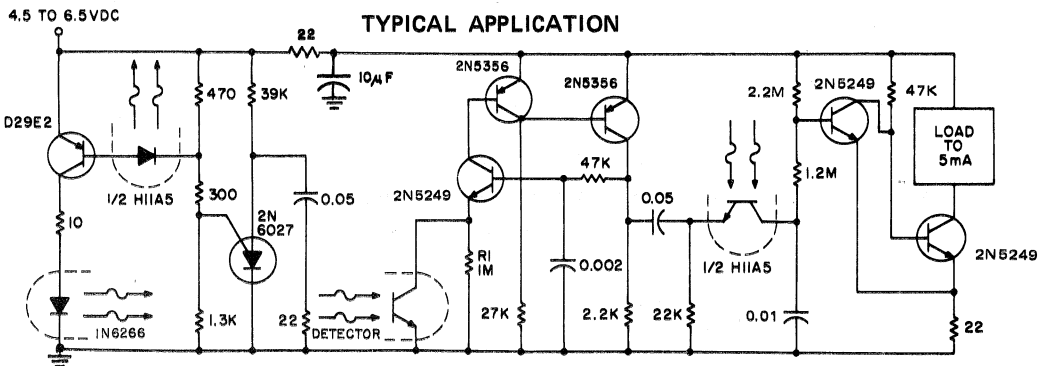 4.5 TO 6.5VDC
TYPICAL APPLICATION
22
10μF
470
39K
D29E2
1/2 H11A5
300
2N
6027
0.05
10
1N6266
1.3K
22
DETECTOR
2N5356
2N5356
2N5249
47K
R1
1M
0.002
27K
2.2K
0.05
22K
1/2 H11A5
2.2M
1.2M
0.01
2N5249
47K
LOAD
TO
5mA
2N5249
22